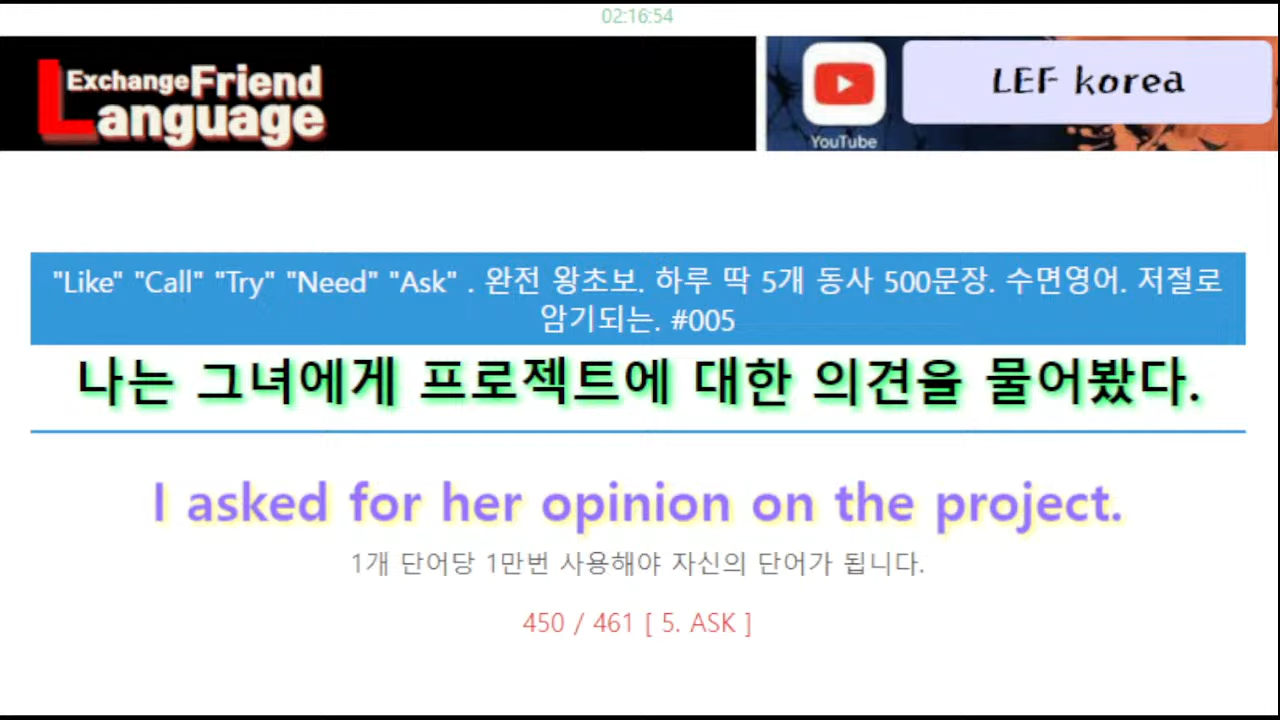 02:16:54
ExchangeFriend
Language
LEF korea
YouTube
"Like" "Call" "Try" "Need" "Ask" . 완전 왕초보. 하루 딱 5개 동사 500문장. 수면영어. 저절로
암기되는. #005
나는 그녀에게 프로젝트에 대한 의견을 물어봤다.
I asked for her opinion on the project.
1개 단어당 1만번 사용해야 자신의 단어가 됩니다.
450 / 461 [ 5. ASK ]